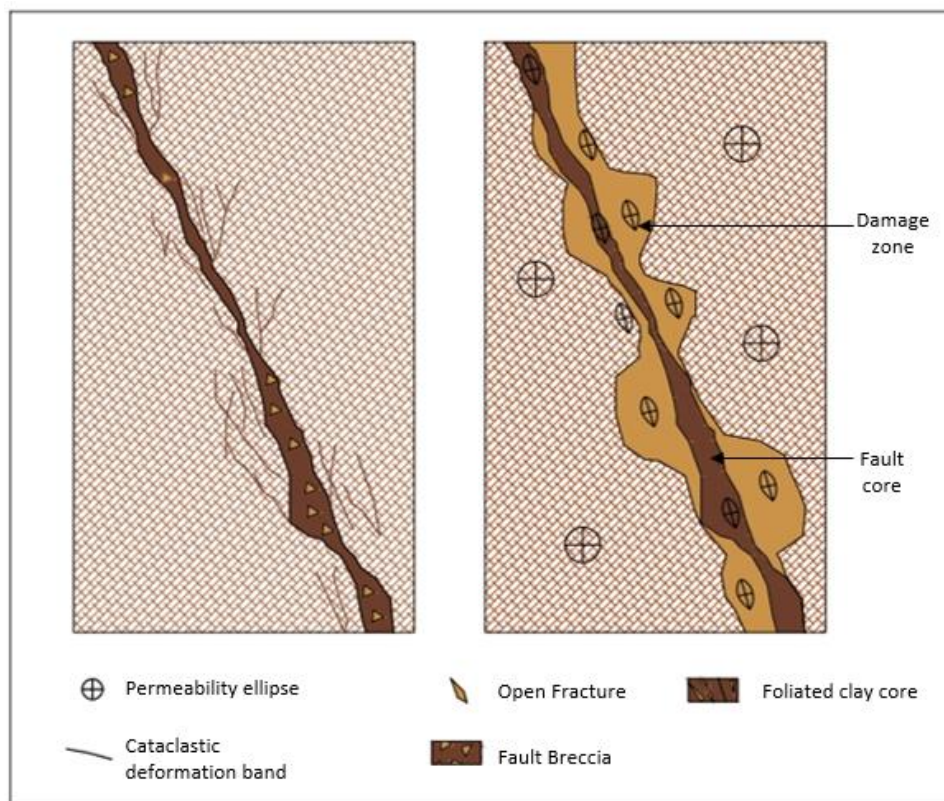 Damage
zone
Fault
core
Permeability ellipse
Open Fracture
Foliated clay core
Cataclastic
deformation band
Fault Breccia